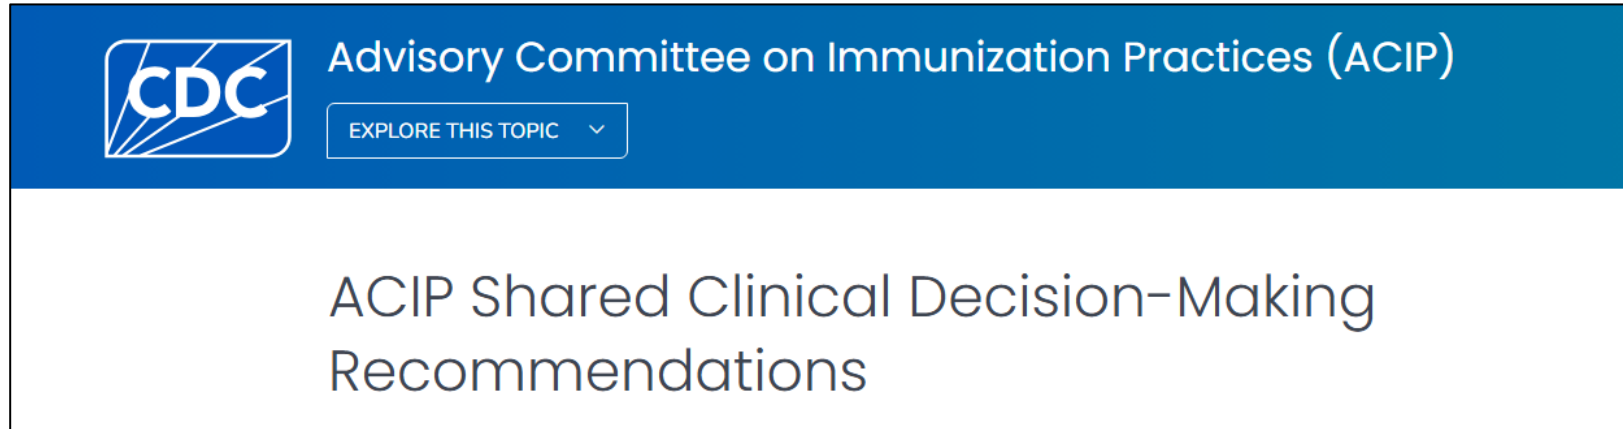 CDC
Advisory Committee on Immunization Practices (ACIP)
EXPLORE THIS TOPIC
ACIP Shared Clinical Decision-Making
Recommendations